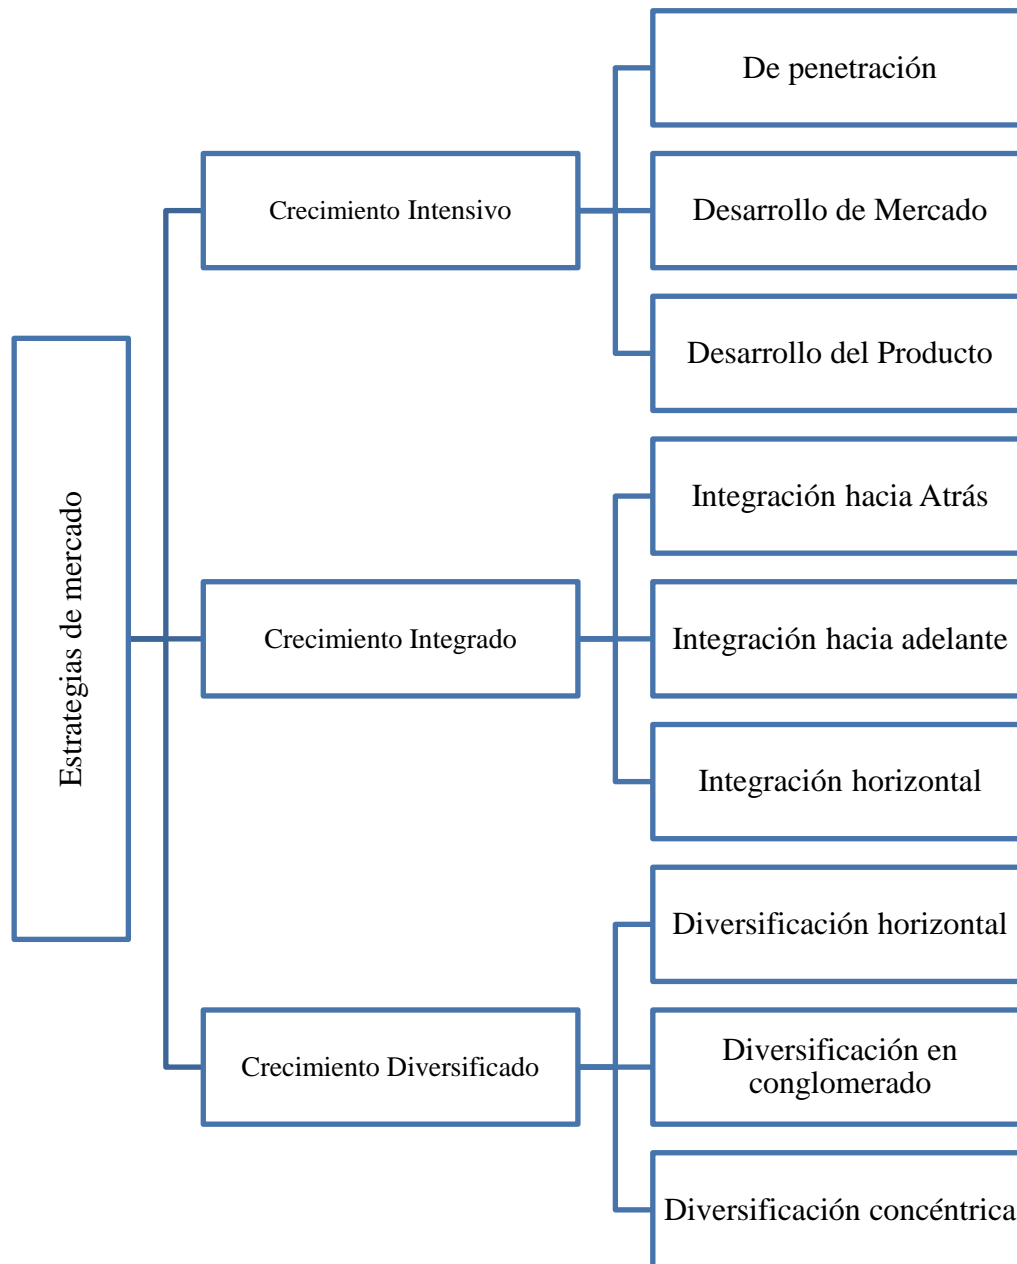 Estrategias de mercado
Crecimiento Intensivo
De penetración
Desarrollo de Mercado
Desarrollo del Producto
Crecimiento Integrado
Integración hacia Atrás
Integración hacia adelante
Integración horizontal
Crecimiento Diversificado
Diversificación horizontal
Diversificación en
conglomerado
Diversificación concéntrica